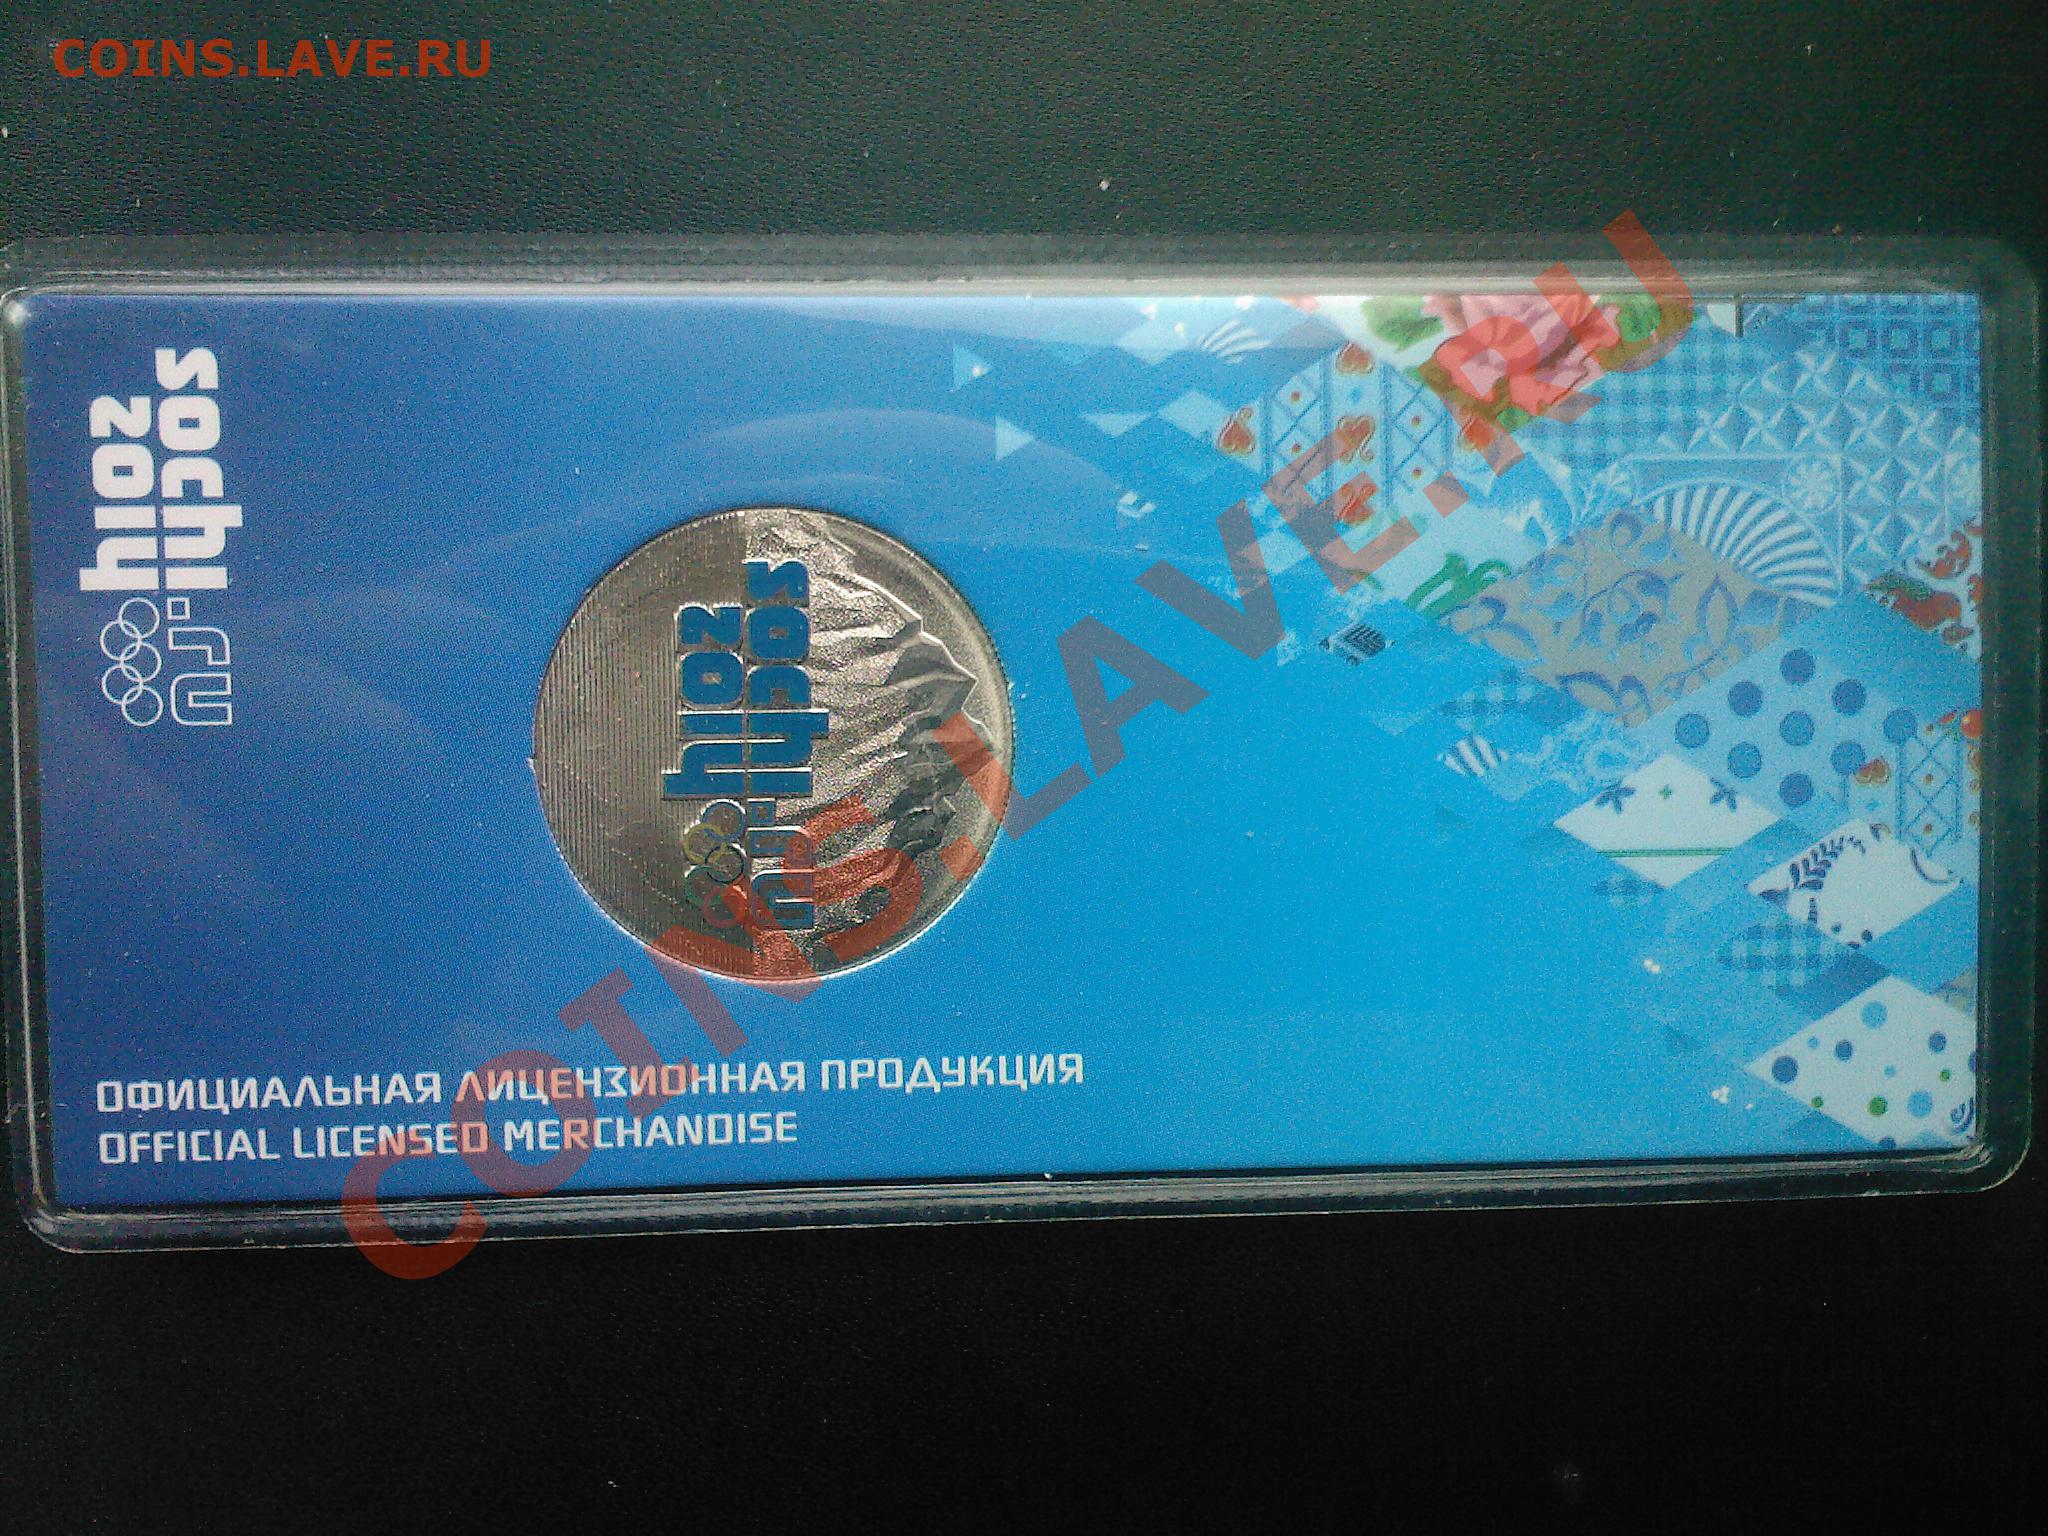 COINS.LAVE.RU
sochi.ru
2014
sochi.ru
2014
ОФИЦИАЛЬНАЯ ЛИЦЕНЗИОННАЯ ПРОДУКЦИЯ
OFFICIAL LICENSED MERCHANDISE
COINS.LAVE.RU